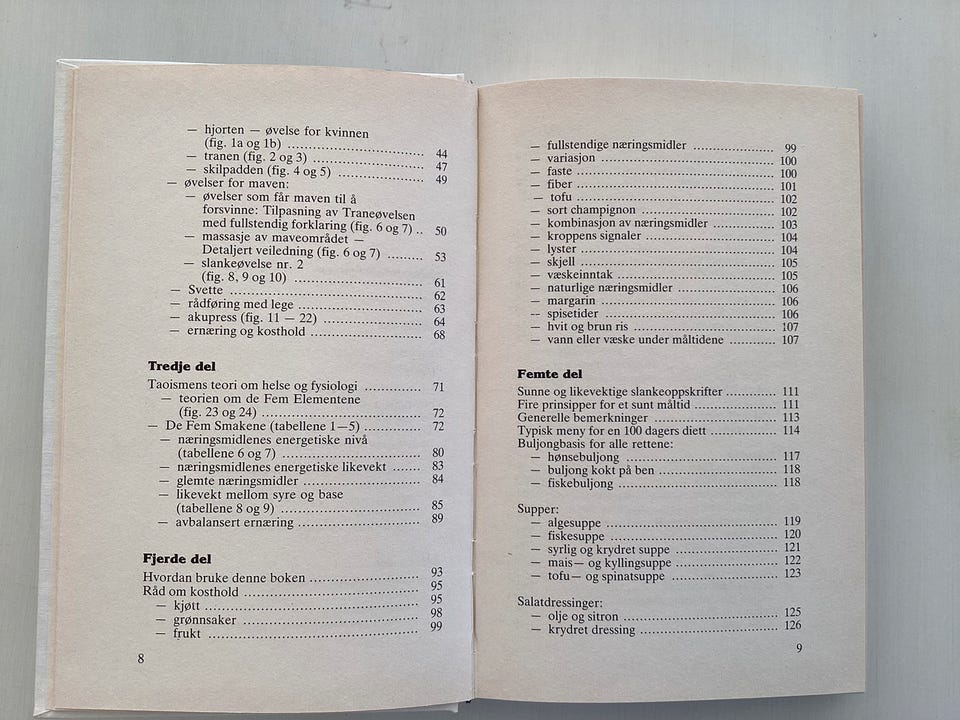 — hjorten — øvelse for kvinnen
(fig. 1a og 1b) ........ 44
— tranen (fig. 2 og 3) ........ 47
— skilpadden (fig. 4 og 5) ........ 49
— øvelser for maven:
— øvelser som får maven til å
forsvinne: Tilpasning av Traneøvelsen
med fullstendig forklaring (fig. 6 og 7) .. 50
— massasje av maveområdet —
Detaljert veiledning (fig. 6 og 7) ........ 53
— slankeøvelse nr. 2
(fig. 8, 9 og 10) ........ 61
— Svette ........ 62
— rådføring med lege ........ 63
— akupress (fig. 11 — 22) ........ 64
— ernæring og kosthold ........ 68
Tredje del
Taoismens teori om helse og fysiologi ........ 71
— teorien om de Fem Elementene
(fig. 23 og 24) ........ 72
— De Fem Smakene (tabellene 1—5) ........ 72
— næringsmidlenes energetiske nivå
(tabellene 6 og 7) ........ 80
— næringsmidlenes energetiske likevekt ...... 83
— glemte næringsmidler ........ 84
— likevekt mellom syre og base
(tabellene 8 og 9) ........ 85
— avbalansert ernæring ........ 89
Fjerde del
Hvordan bruke denne boken ........ 93
Råd om kosthold ........ 95
— kjøtt ........ 95
— grønnsaker ........ 98
— frukt ........ 99
8
— fullstendige næringsmidler ........ 99
— variasjon ........ 100
— faste ........ 100
— fiber ........ 101
— tofu ........ 102
— sort champignon ........ 102
— kombinasjon av næringsmidler ........ 103
— kroppens signaler ........ 104
— lyster ........ 104
— skjell ........ 105
— væskeinntak ........ 105
— naturlige næringsmidler ........ 106
— margarin ........ 106
— spisetider ........ 106
— hvit og brun ris ........ 107
— vann eller væske under måltidene ........ 107
Femte del
Sunne og likevektige slankeoppskrifter ........ 111
Fire prinsipper for et sunt måltid ........ 111
Generelle bemerkninger ........ 113
Typisk meny for en 100 dagers diett ........ 114
Buljongbasis for alle rettene:
— hønsebuljong ........ 117
— buljong kokt på ben ........ 118
— fiskebuljong ........ 118
Supper:
— algesuppe ........ 119
— fiskesuppe ........ 120
— syrlig og krydret suppe ........ 121
— mais— og kyllingsuppe ........ 122
— tofu— og spinatsuppe ........ 123
Salatdressinger:
— olje og sitron ........ 125
— krydret dressing ........ 126
9